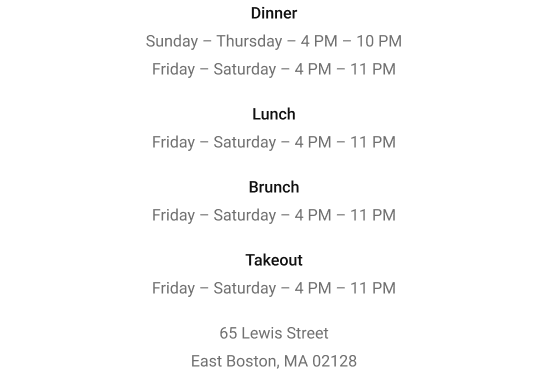 Dinner
Sunday – Thursday – 4 PM – 10 PM
Friday – Saturday – 4 PM – 11 PM
Lunch
Friday – Saturday – 4 PM – 11 PM
Brunch
Friday – Saturday – 4 PM – 11 PM
Takeout
Friday – Saturday – 4 PM – 11 PM
65 Lewis Street
East Boston, MA 02128